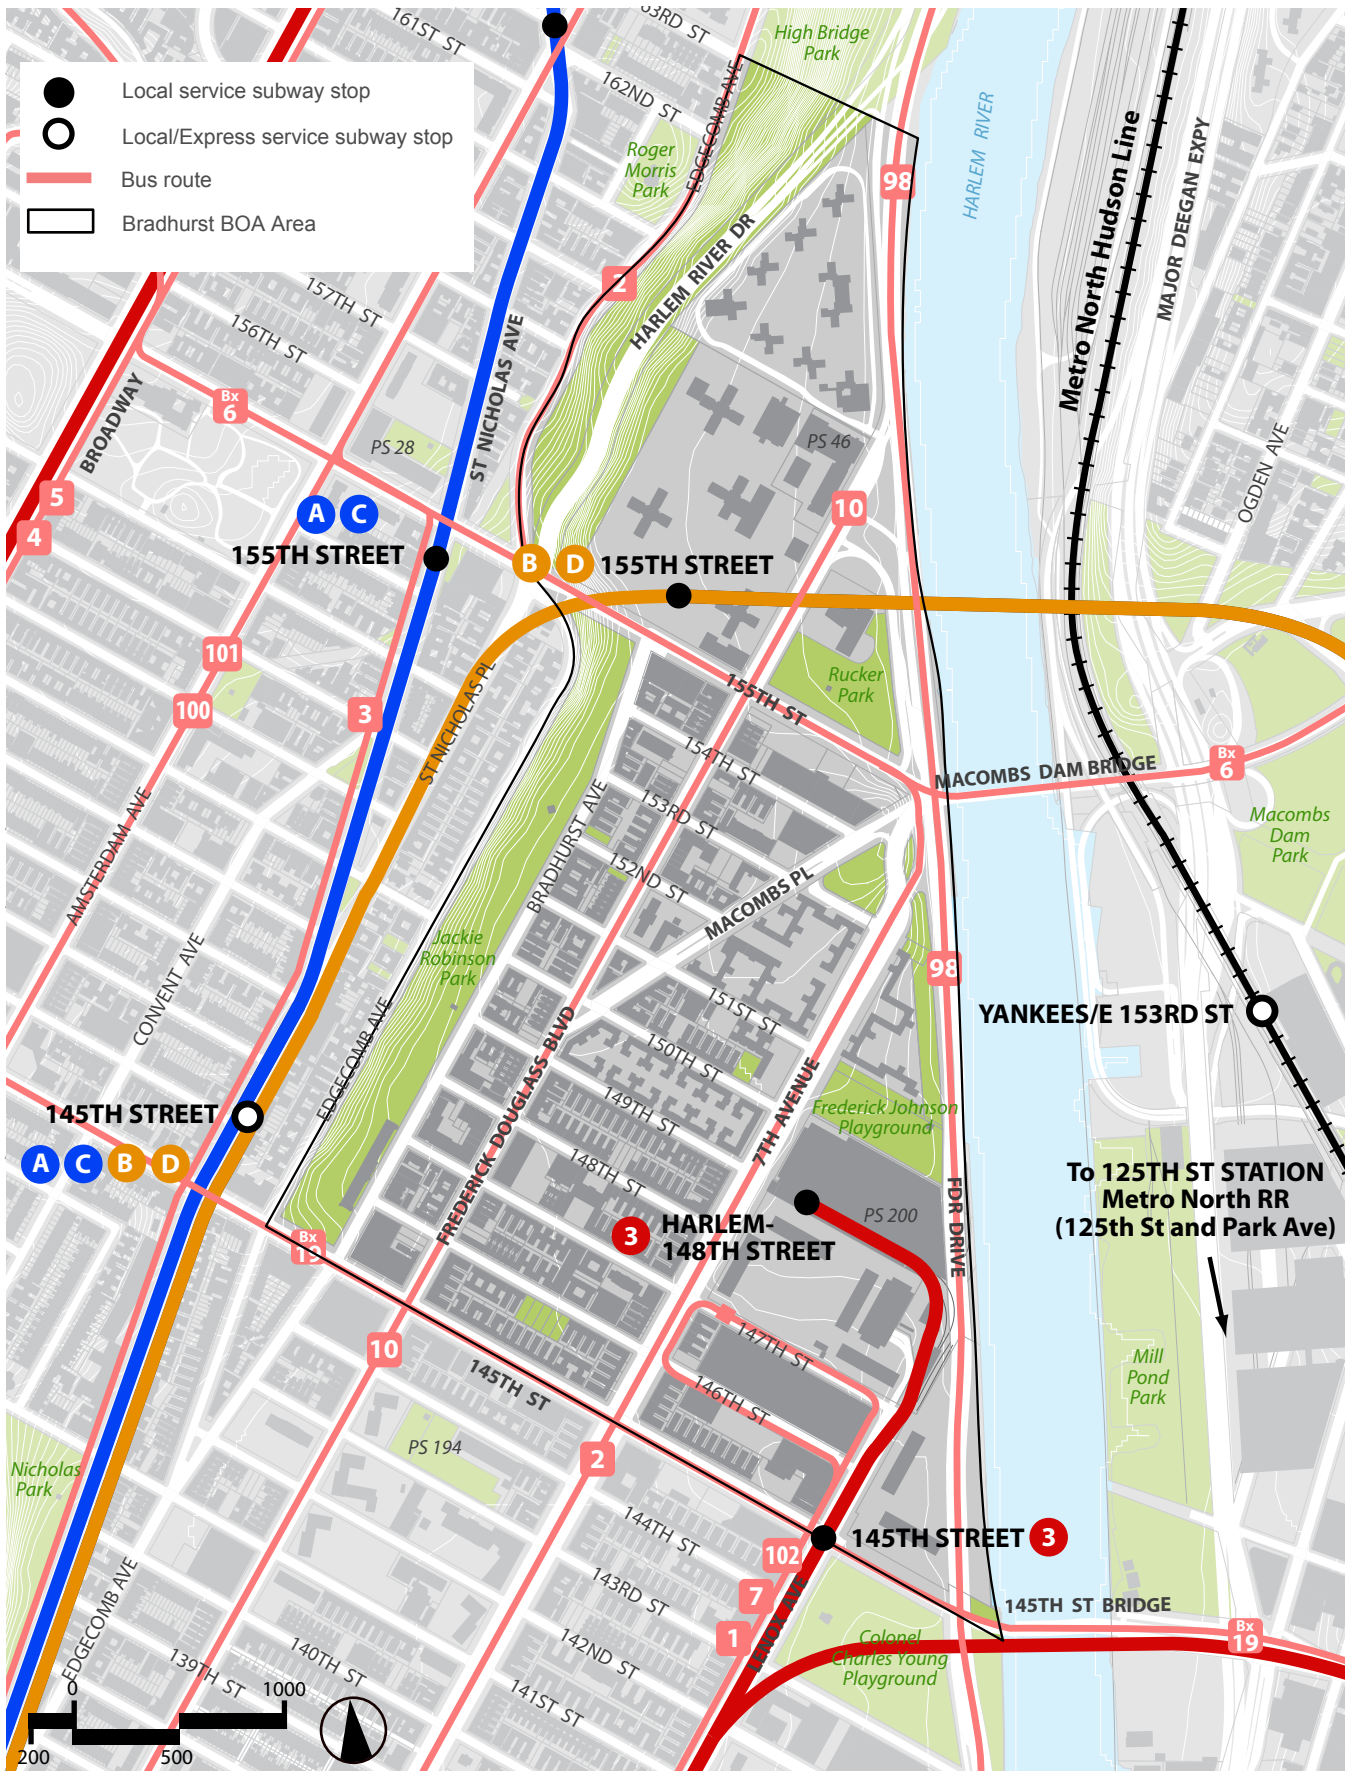 161ST ST
63RD ST
High Bridge
Park
Local service subway stop
Local/Express service subway stop
Bus route
Bradhurst BOA Area
162ND ST
EDGECOMB AVE
Roger
Morris
Park
98
HARLEM RIVER
Metro North Hudson Line
MAJOR DEEGAN EXPY
157TH ST
156TH ST
2
HARLEM RIVER DR
ST NICHOLAS AVE
BROADWAY
Bx
6
PS 28
PS 46
OGDEN AVE
5
4
A C
155TH STREET
10
B D 155TH STREET
101
100
3
ST NICHOLAS PL
Rucker
Park
155TH ST
154TH ST
153RD ST
152ND ST
MACOMBS DAM BRIDGE
Bx
6
Macombs
Dam
Park
AMSTERDAM AVE
BRADHURST AVE
MACOMBS PL
CONVENT AVE
Jackie
Robinson
Park
98
151ST ST
150TH ST
149TH ST
148TH ST
YANKEES/E 153RD ST
EDGECOMB AVE
FREDERICK DOUGLASS BLVD
7TH AVENUE
Frederick Johnson
Playground
145TH STREET
A C B D
To 125TH ST STATION
Metro North RR
(125th St and Park Ave)
FDR DRIVE
PS 200
3 HARLEM-
148TH STREET
Bx
19
10
145TH ST
147TH ST
146TH ST
Mill
Pond
Park
PS 194
2
Nicholas
Park
144TH ST
143RD ST
142ND ST
141ST ST
140TH ST
139TH ST
EDGECOMB AVE
145TH STREET 3
102
7
1
LENOX AVE
145TH ST BRIDGE
Bx
19
Colonel
Charles Young
Playground
0
1000
200
500